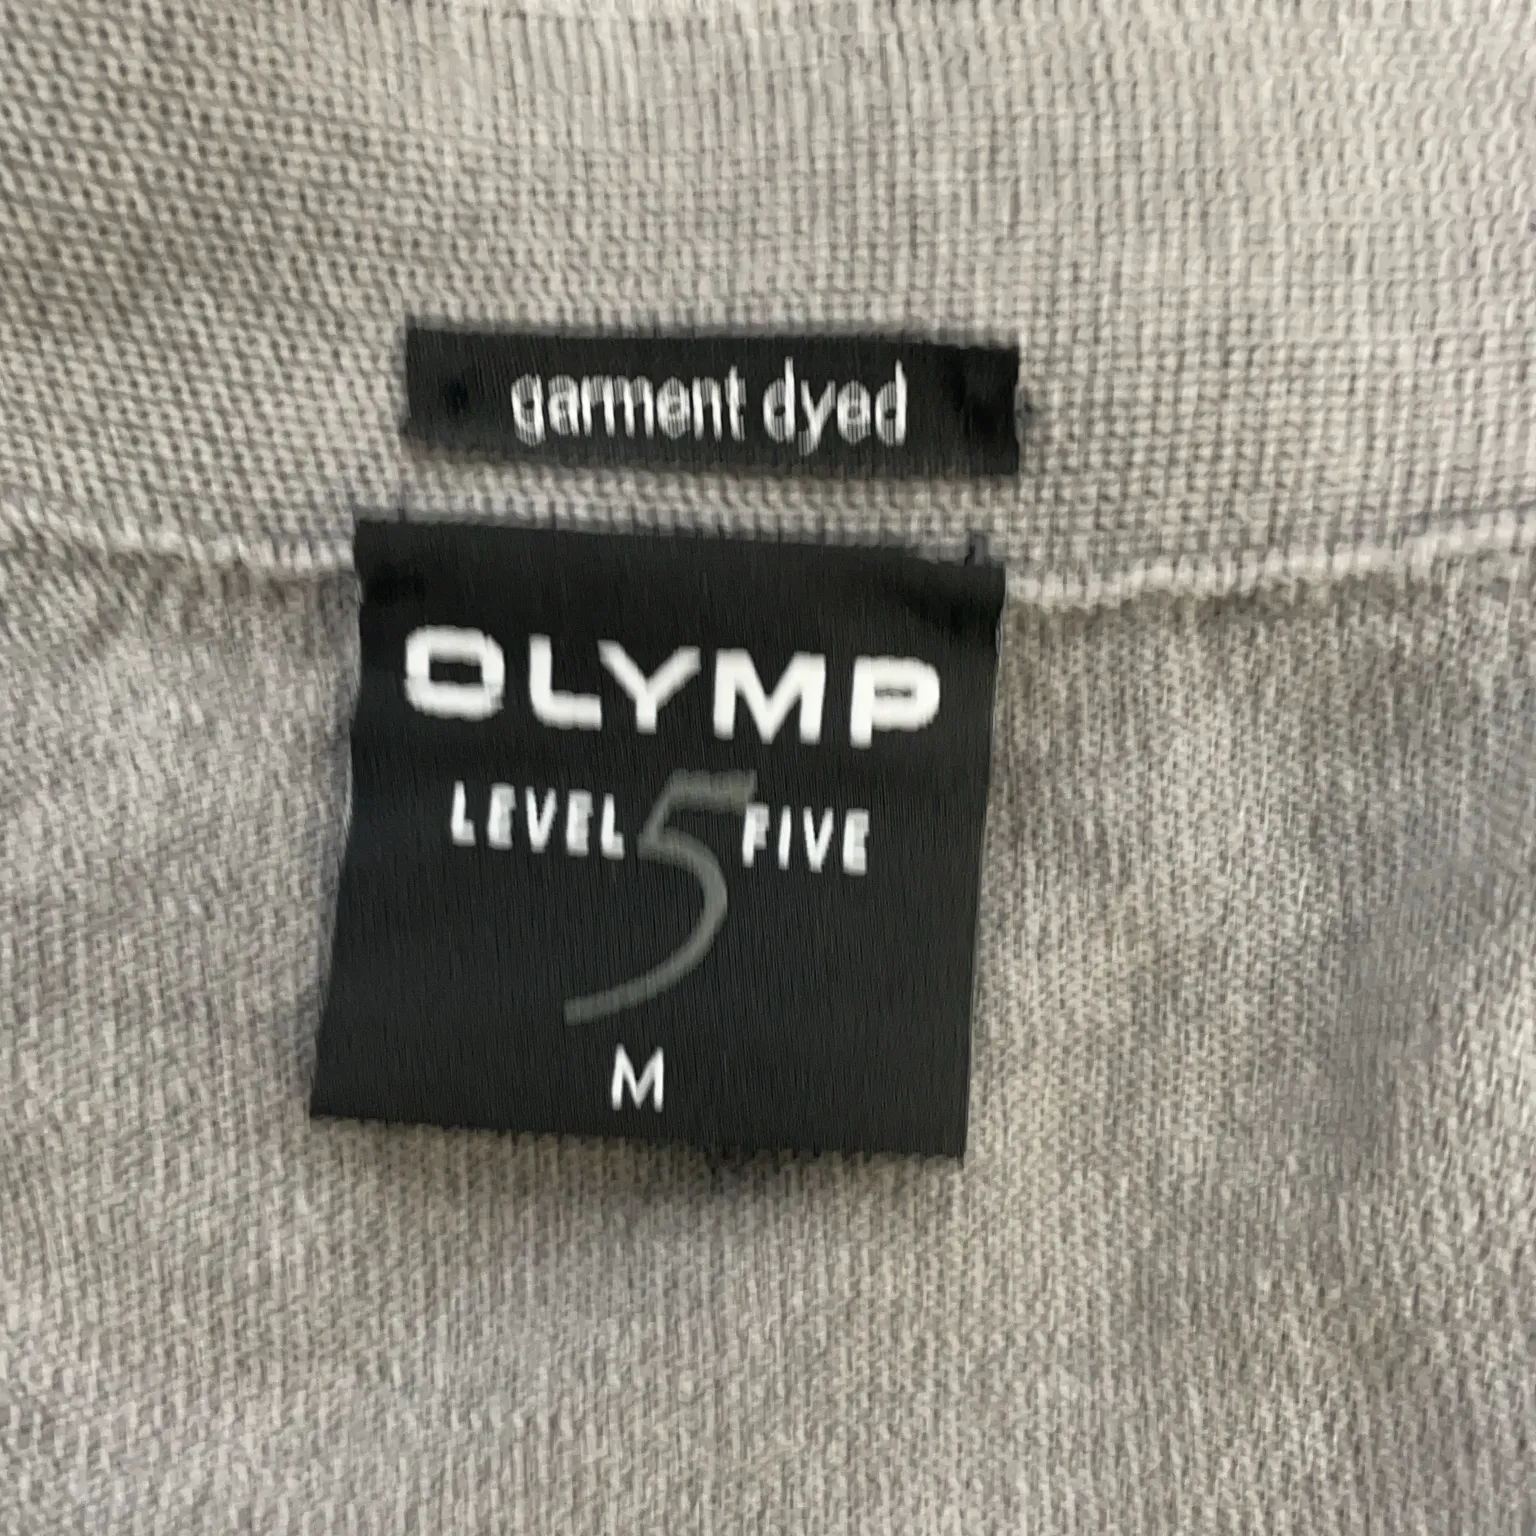 garment dyed
OLYMP
LEVEL 5 FIVE
M